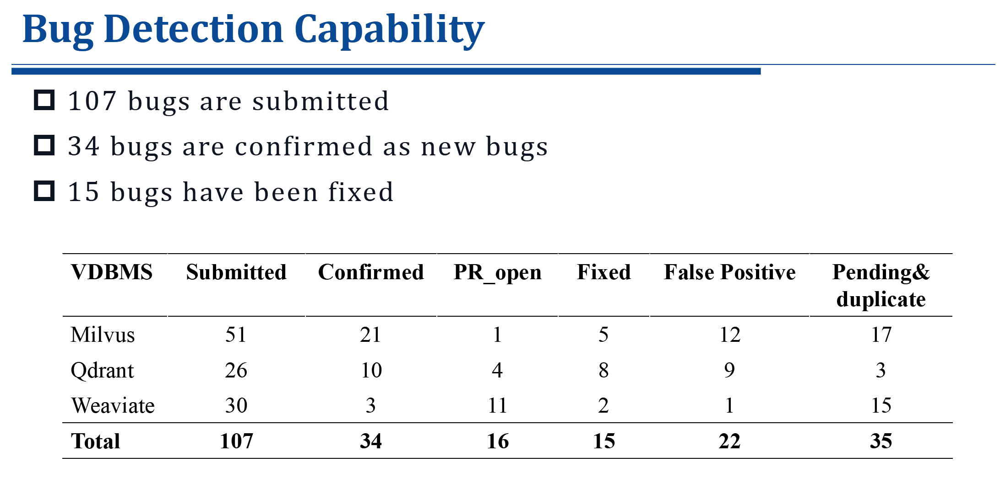 Bug Detection Capability
107 bugs are submitted
34 bugs are confirmed as new bugs
15 bugs have been fixed
VDBMS Submitted Confirmed PR_open Fixed False Positive Pending&
duplicate
Milvus 51 21 1 5 12 17
Qdrant 26 10 4 8 9 3
Weaviate 30 3 11 2 1 15
Total 107 34 16 15 22 35